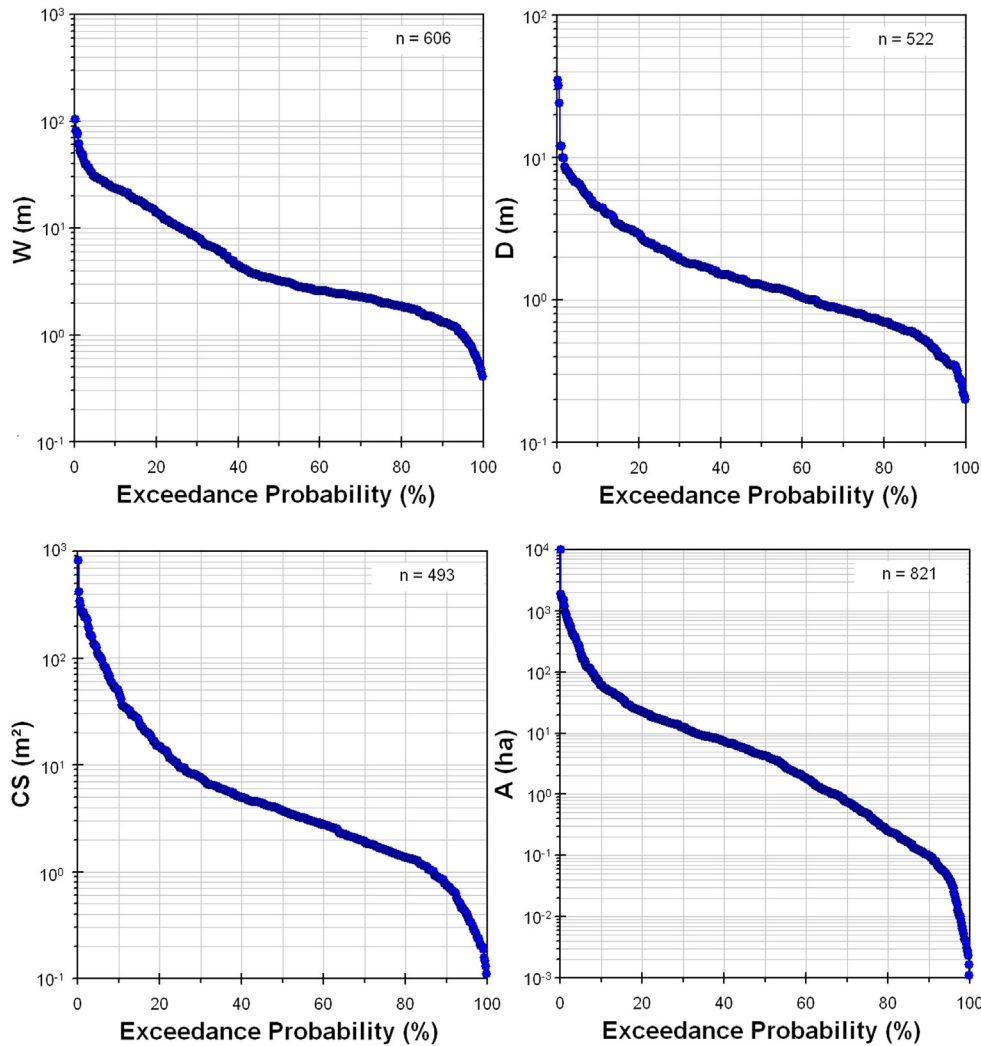 10³
n = 606
10²
10¹
10⁰
10⁻¹
W (m)
0 20 40 60 80 100
Exceedance Probability (%)
10²
n = 522
10¹
10⁰
10⁻¹
D (m)
0 20 40 60 80 100
Exceedance Probability (%)
10³
n = 493
10²
10¹
10⁰
10⁻¹
CS (m²)
0 20 40 60 80 100
Exceedance Probability (%)
10⁴
n = 821
10³
10²
10¹
10⁰
10⁻¹
10⁻²
10⁻³
A (ha)
0 20 40 60 80 100
Exceedance Probability (%)